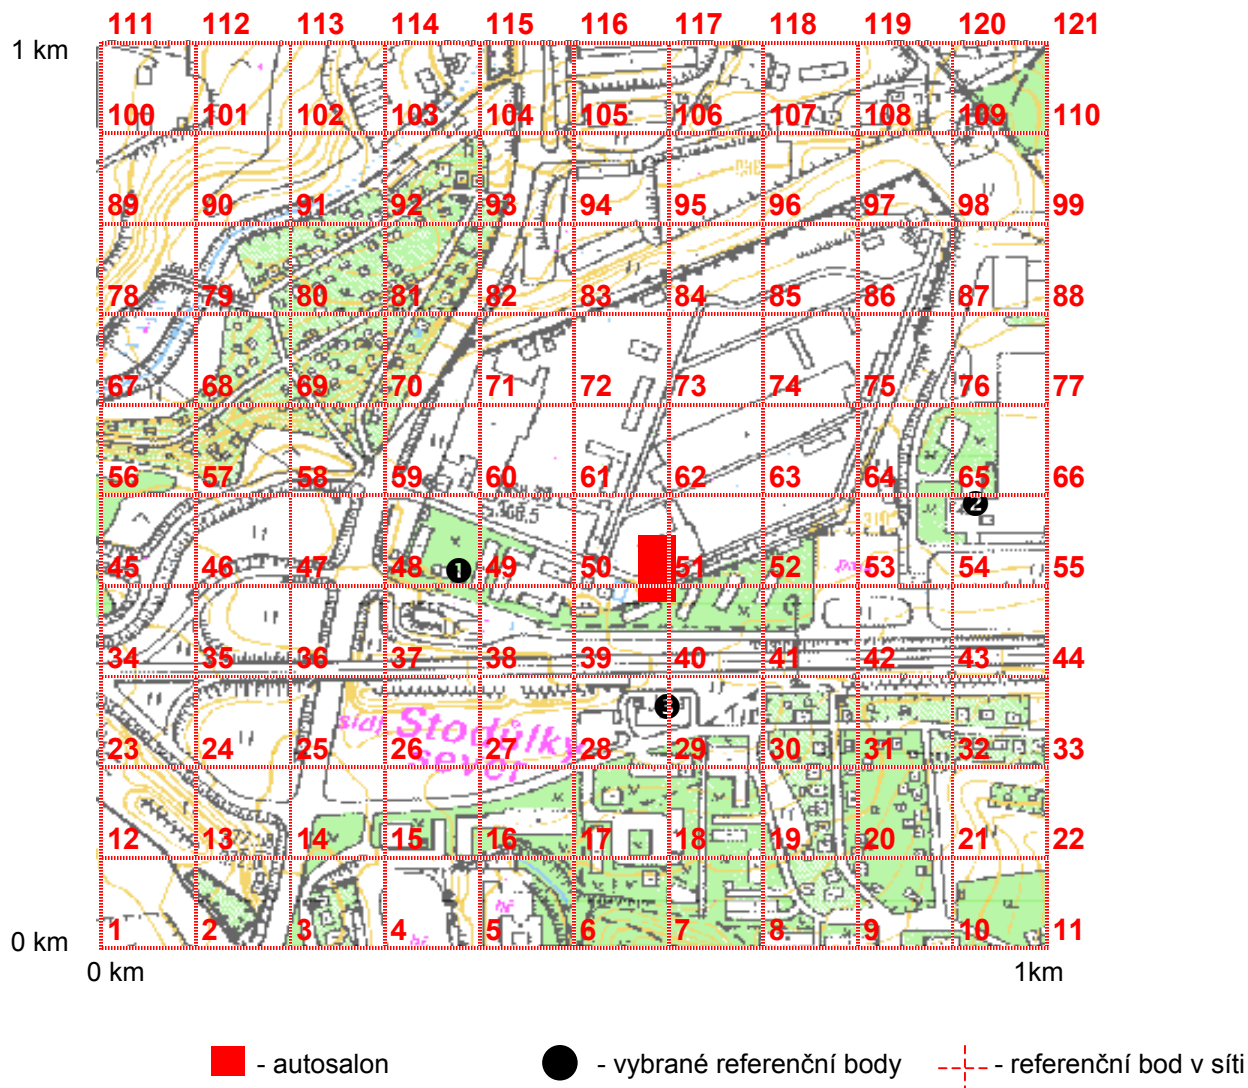 111 112 113 114 115 116 117 118 119 120 121
1 km
100 101 102 103 104 105 106 107 108 109 110
89 90 91 92 93 94 95 96 97 98 99
78 79 80 81 82 83 84 85 86 87 88
67 68 69 70 71 72 73 74 75 76 77
56 57 58 59 60 61 62 63 64 65 66
2
45 46 47 48 1 49 50 51 52 53 54 55
34 35 36 37 38 39 40 41 42 43 44
3
sídl Stodůlky
23 24 25 26 27 28 29 30 31 32 33
sever
12 13 14 15 16 17 18 19 20 21 22
1 2 3 4 5 6 7 8 9 10 11
0 km
0 km 1km
- autosalon - vybrané referenční body - referenční bod v síti